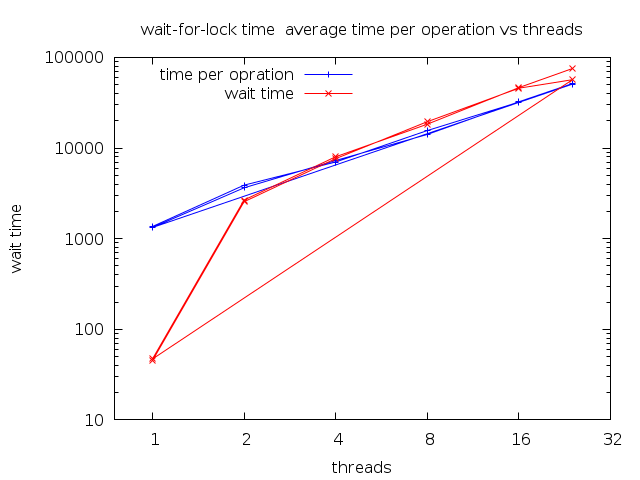 wait-for-lock time  average time per operation vs threads
100000
10000
1000
100
10
time per opration
wait time
wait time
1 2 4 8 16 32
threads